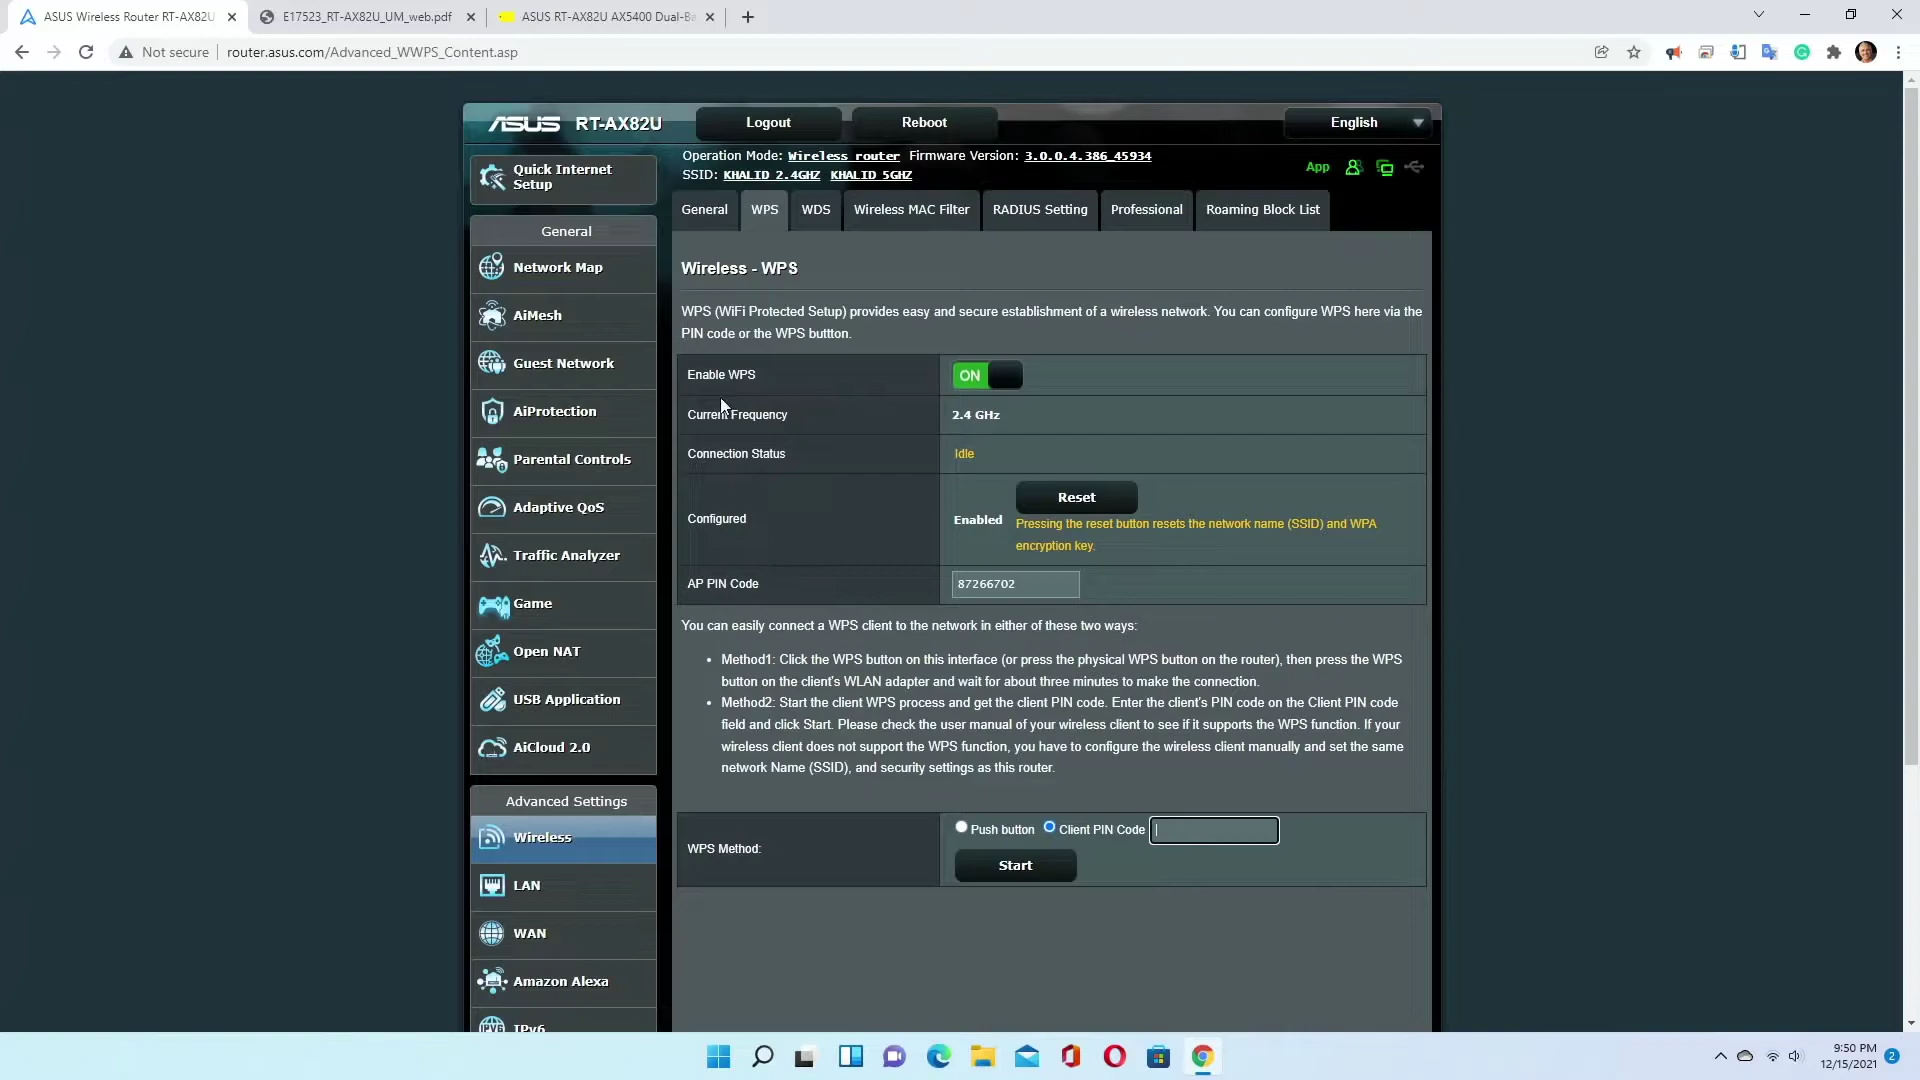 ASUS Wireless Router RT-AX82U
E17523_RT-AX82U_UM_web.pdf
ASUS RT-AX82U AX5400 Dual-Ba
Not secure
router.asus.com/Advanced_WWPS_Content.asp
ASUS RT-AX82U
Logout
Reboot
English
Operation Mode: Wireless router Firmware Version: 3.0.0.4.386_45934
SSID: KHALID 2.4GHZ KHALID 5GHZ
App
Quick Internet
Setup
General
Network Map
AiMesh
Guest Network
AiProtection
Parental Controls
Adaptive QoS
Traffic Analyzer
Game
Open NAT
USB Application
AiCloud 2.0
Advanced Settings
Wireless
LAN
WAN
Amazon Alexa
IPv6
General
WPS
WDS
Wireless MAC Filter
RADIUS Setting
Professional
Roaming Block List
Wireless - WPS
WPS (WiFi Protected Setup) provides easy and secure establishment of a wireless network. You can configure WPS here via the
PIN code or the WPS buttton.
Enable WPS
ON
Current Frequency
2.4 GHz
Connection Status
Idle
Configured
Enabled
Reset
Pressing the reset button resets the network name (SSID) and WPA
encryption key.
AP PIN Code
87266702
You can easily connect a WPS client to the network in either of these two ways:
• Method1: Click the WPS button on this interface (or press the physical WPS button on the router), then press the WPS
button on the client's WLAN adapter and wait for about three minutes to make the connection.
• Method2: Start the client WPS process and get the client PIN code. Enter the client's PIN code on the Client PIN code
field and click Start. Please check the user manual of your wireless client to see if it supports the WPS function. If your
wireless client does not support the WPS function, you have to configure the wireless client manually and set the same
network Name (SSID), and security settings as this router.
WPS Method:
Push button
Client PIN Code
Start
9:50 PM
12/15/2021
2